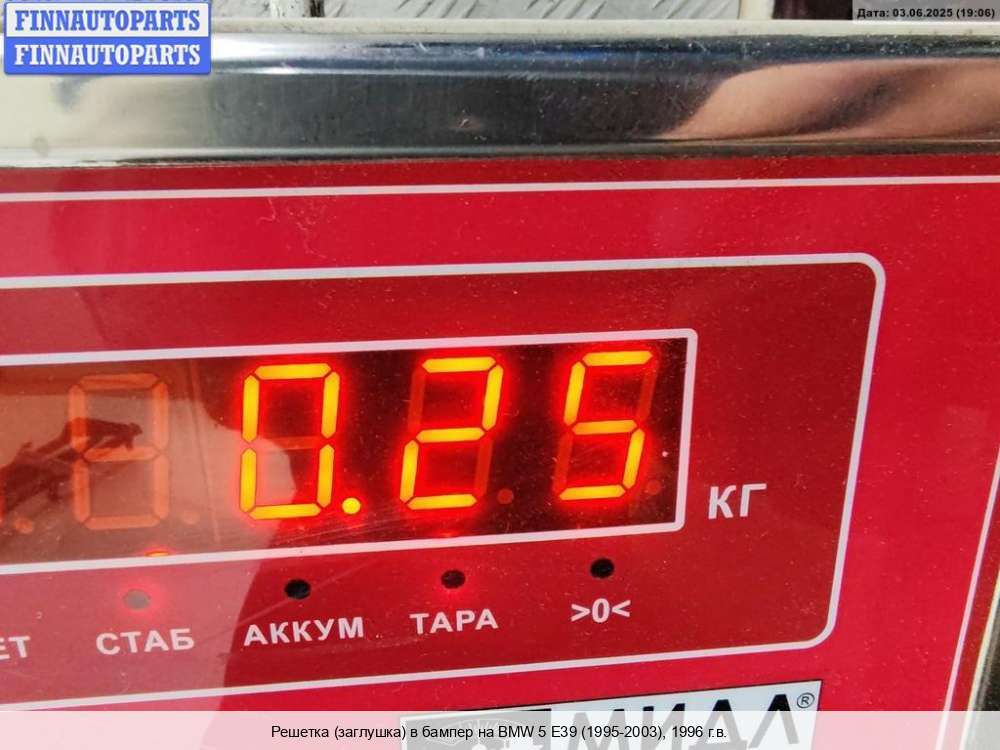 FINNAUTOPARTS
FINNAUTOPARTS
Дата: 03.06.2025 (19:06)
0.25
КГ
СТАБ
АККУМ
ТАРА
>0<
МИДЛ®
Решетка (заглушка) в бампер на BMW 5 E39 (1995-2003), 1996 г.в.